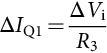 ΔI_Q1 = ΔV_i / R_3